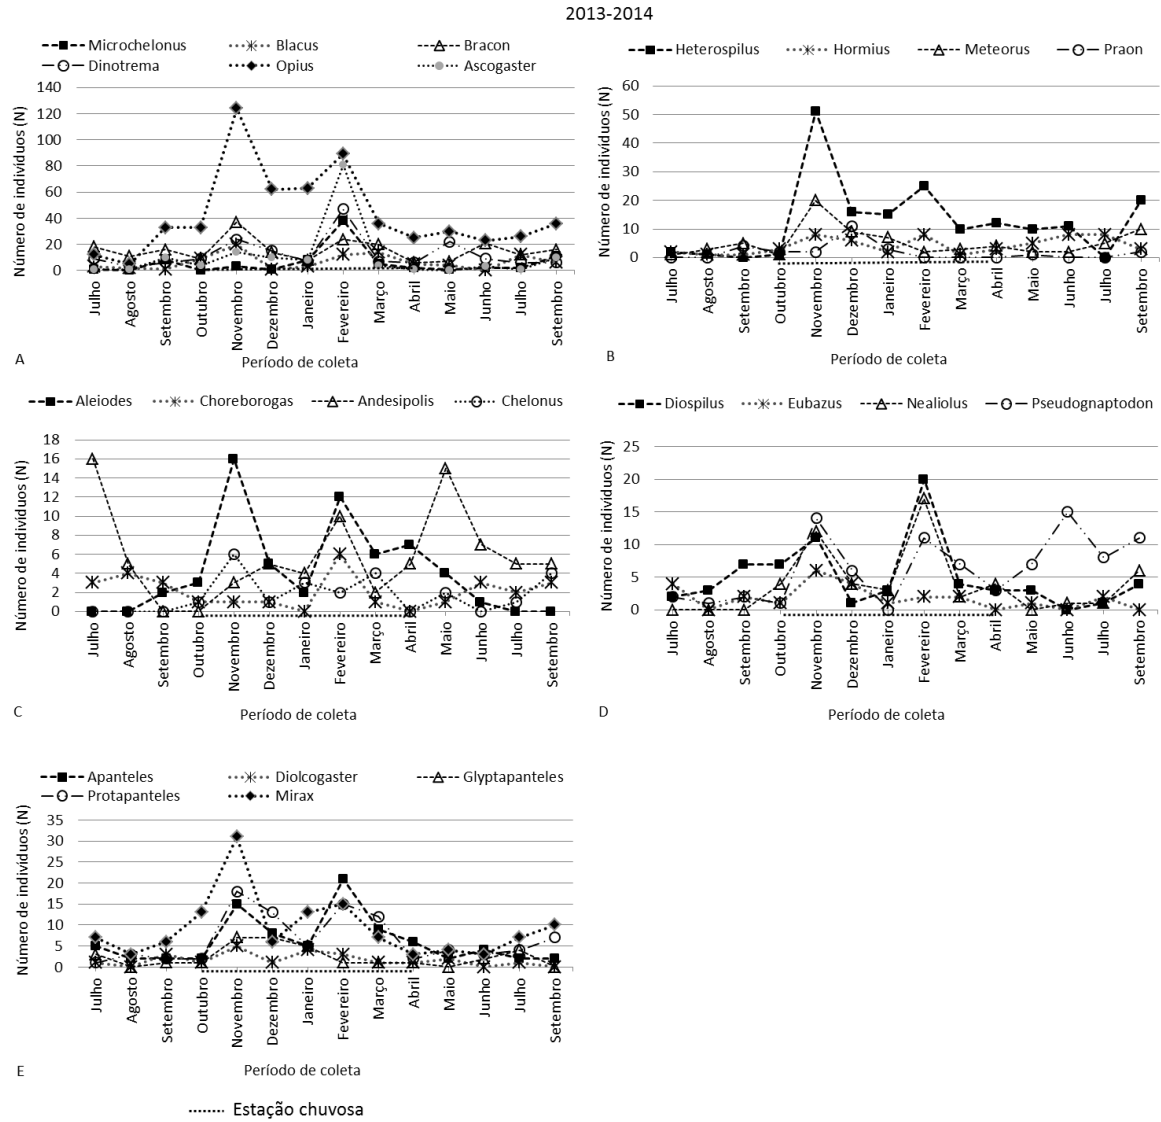 2013-2014
Microchelonus Blacus Bracon
Dinotrema Opius Ascogaster
Número de indivíduos (N)
140
120
100
80
60
40
20
0
Julho
Agosto
Setembro
Outubro
Novembro
Dezembro
Janeiro
Fevereiro
Março
Abril
Maio
Junho
Julho
Setembro
A
Período de coleta
Heterospilus Hormius Meteorus Praon
Número de individuos (N)
60
50
40
30
20
10
0
Julho
Agosto
Setembro
Outubro
Novembro
Dezembro
Janeiro
Fevereiro
Março
Abril
Maio
Junho
Julho
Setembro
B
Período de coleta
Aleiodes Choreborogas Andesipolis Chelonus
Número de individuos (N)
18
16
14
12
10
8
6
4
2
0
Julho
Agosto
Setembro
Outubro
Novembro
Dezembro
Janeiro
Fevereiro
Março
Abril
Maio
Junho
Julho
Setembro
C
Período de coleta
Diospilus Eubazus Nealiolus Pseudognaptodon
Número de individuos (N)
25
20
15
10
5
0
Julho
Agosto
Setembro
Outubro
Novembro
Dezembro
Janeiro
Fevereiro
Março
Abril
Maio
Junho
Julho
Setembro
D
Período de coleta
Apanteles Diolcogaster Glyptapanteles
Protapanteles Mirax
Número de individuos (N)
35
30
25
20
15
10
5
0
Julho
Agosto
Setembro
Outubro
Novembro
Dezembro
Janeiro
Fevereiro
Março
Abril
Maio
Junho
Julho
Setembro
E
Período de coleta
Estação chuvosa